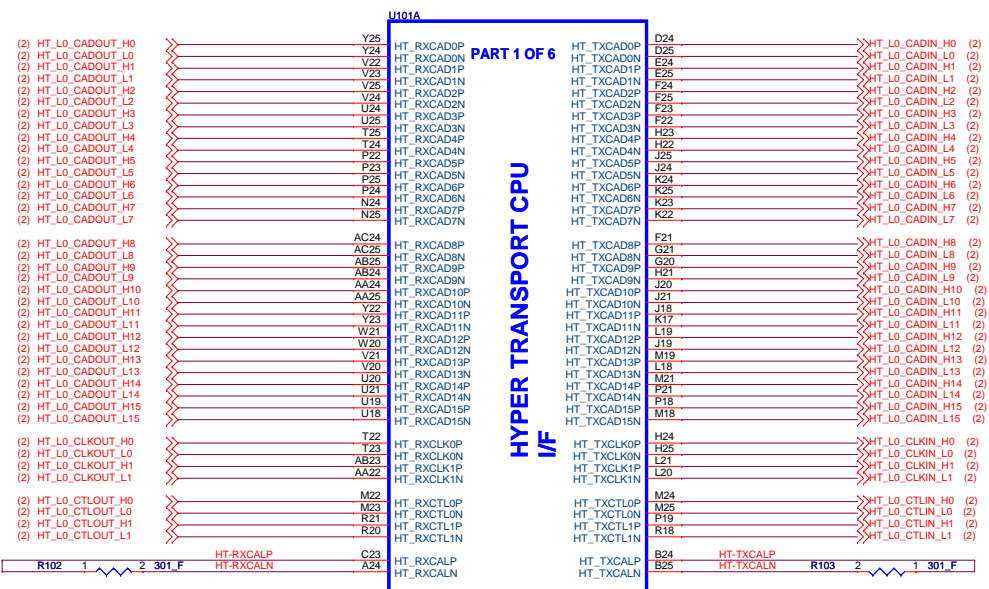 U101A
PART 1 OF 6
HYPER TRANSPORT CPU
I/F
(2) HT_L0_CADOUT_H0 Y25 HT_RXCAD0P HT_TXCAD0P D24 HT_L0_CADIN_H0 (2)
(2) HT_L0_CADOUT_L0 Y24 HT_RXCAD0N HT_TXCAD0N D25 HT_L0_CADIN_L0 (2)
(2) HT_L0_CADOUT_H1 V22 HT_RXCAD1P HT_TXCAD1P E24 HT_L0_CADIN_H1 (2)
(2) HT_L0_CADOUT_L1 V23 HT_RXCAD1N HT_TXCAD1N E25 HT_L0_CADIN_L1 (2)
(2) HT_L0_CADOUT_H2 V25 HT_RXCAD2P HT_TXCAD2P F24 HT_L0_CADIN_H2 (2)
(2) HT_L0_CADOUT_L2 V24 HT_RXCAD2N HT_TXCAD2N F25 HT_L0_CADIN_L2 (2)
(2) HT_L0_CADOUT_H3 U24 HT_RXCAD3P HT_TXCAD3P F23 HT_L0_CADIN_H3 (2)
(2) HT_L0_CADOUT_L3 U25 HT_RXCAD3N HT_TXCAD3N F22 HT_L0_CADIN_L3 (2)
(2) HT_L0_CADOUT_H4 T25 HT_RXCAD4P HT_TXCAD4P H23 HT_L0_CADIN_H4 (2)
(2) HT_L0_CADOUT_L4 T24 HT_RXCAD4N HT_TXCAD4N H22 HT_L0_CADIN_L4 (2)
(2) HT_L0_CADOUT_H5 P22 HT_RXCAD5P HT_TXCAD5P J25 HT_L0_CADIN_H5 (2)
(2) HT_L0_CADOUT_L5 P23 HT_RXCAD5N HT_TXCAD5N J24 HT_L0_CADIN_L5 (2)
(2) HT_L0_CADOUT_H6 P25 HT_RXCAD6P HT_TXCAD6P K24 HT_L0_CADIN_H6 (2)
(2) HT_L0_CADOUT_L6 P24 HT_RXCAD6N HT_TXCAD6N K25 HT_L0_CADIN_L6 (2)
(2) HT_L0_CADOUT_H7 N24 HT_RXCAD7P HT_TXCAD7P K23 HT_L0_CADIN_H7 (2)
(2) HT_L0_CADOUT_L7 N25 HT_RXCAD7N HT_TXCAD7N K22 HT_L0_CADIN_L7 (2)
(2) HT_L0_CADOUT_H8 AC24 HT_RXCAD8P HT_TXCAD8P F21 HT_L0_CADIN_H8 (2)
(2) HT_L0_CADOUT_L8 AC25 HT_RXCAD8N HT_TXCAD8N G21 HT_L0_CADIN_L8 (2)
(2) HT_L0_CADOUT_H9 AB25 HT_RXCAD9P HT_TXCAD9P G20 HT_L0_CADIN_H9 (2)
(2) HT_L0_CADOUT_L9 AB24 HT_RXCAD9N HT_TXCAD9N H21 HT_L0_CADIN_L9 (2)
(2) HT_L0_CADOUT_H10 AA24 HT_RXCAD10P HT_TXCAD10P J20 HT_L0_CADIN_H10 (2)
(2) HT_L0_CADOUT_L10 AA25 HT_RXCAD10N HT_TXCAD10N J21 HT_L0_CADIN_L10 (2)
(2) HT_L0_CADOUT_H11 Y22 HT_RXCAD11P HT_TXCAD11P J18 HT_L0_CADIN_H11 (2)
(2) HT_L0_CADOUT_L11 Y23 HT_RXCAD11N HT_TXCAD11N K17 HT_L0_CADIN_L11 (2)
(2) HT_L0_CADOUT_H12 W21 HT_RXCAD12P HT_TXCAD12P L19 HT_L0_CADIN_H12 (2)
(2) HT_L0_CADOUT_L12 W20 HT_RXCAD12N HT_TXCAD12N J19 HT_L0_CADIN_L12 (2)
(2) HT_L0_CADOUT_H13 V21 HT_RXCAD13P HT_TXCAD13P M19 HT_L0_CADIN_H13 (2)
(2) HT_L0_CADOUT_L13 V20 HT_RXCAD13N HT_TXCAD13N L18 HT_L0_CADIN_L13 (2)
(2) HT_L0_CADOUT_H14 U20 HT_RXCAD14P HT_TXCAD14P M21 HT_L0_CADIN_H14 (2)
(2) HT_L0_CADOUT_L14 U21 HT_RXCAD14N HT_TXCAD14N P21 HT_L0_CADIN_L14 (2)
(2) HT_L0_CADOUT_H15 U19 HT_RXCAD15P HT_TXCAD15P P18 HT_L0_CADIN_H15 (2)
(2) HT_L0_CADOUT_L15 U18 HT_RXCAD15N HT_TXCAD15N M18 HT_L0_CADIN_L15 (2)
(2) HT_L0_CLKOUT_H0 T22 HT_RXCLK0P HT_TXCLK0P H24 HT_L0_CLKIN_H0 (2)
(2) HT_L0_CLKOUT_L0 T23 HT_RXCLK0N HT_TXCLK0N H25 HT_L0_CLKIN_L0 (2)
(2) HT_L0_CLKOUT_H1 AB23 HT_RXCLK1P HT_TXCLK1P L21 HT_L0_CLKIN_H1 (2)
(2) HT_L0_CLKOUT_L1 AA22 HT_RXCLK1N HT_TXCLK1N L20 HT_L0_CLKIN_L1 (2)
(2) HT_L0_CTLOUT_H0 M22 HT_RXCTL0P HT_TXCTL0P M24 HT_L0_CTLIN_H0 (2)
(2) HT_L0_CTLOUT_L0 M23 HT_RXCTL0N HT_TXCTL0N M25 HT_L0_CTLIN_L0 (2)
(2) HT_L0_CTLOUT_H1 R21 HT_RXCTL1P HT_TXCTL1P P19 HT_L0_CTLIN_H1 (2)
(2) HT_L0_CTLOUT_L1 R20 HT_RXCTL1N HT_TXCTL1N R18 HT_L0_CTLIN_L1 (2)
HT-RXCALP C23 HT_RXCALP HT_TXCALP B24 HT-TXCALP
R102 1 2 301_F HT-RXCALN A24 HT_RXCALN HT_TXCALN B25 HT-TXCALN R103 2 1 301_F